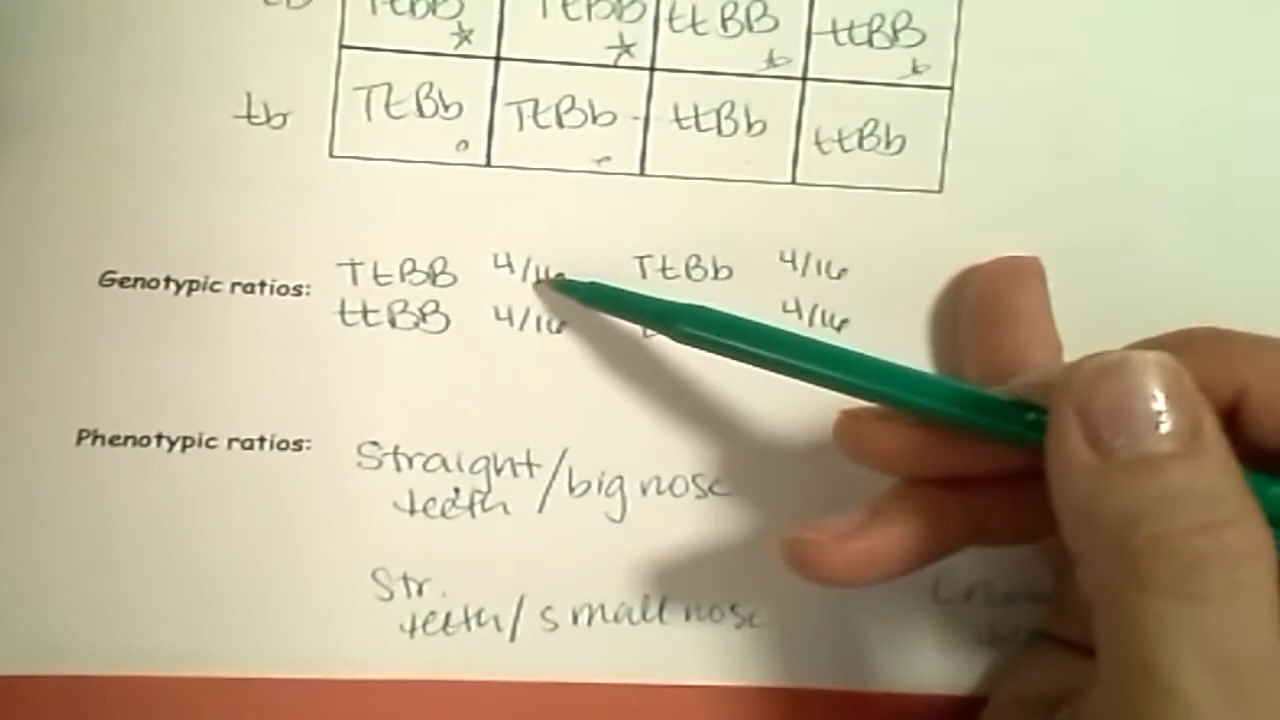 TtBB TtBB ttBB ttBB
tb TtBb TtBb ttBb ttBb
Genotypic ratios: TtBB 4/16 TtBb 4/16
ttBB 4/16 4/16
Phenotypic ratios: Straight/big nose
teeth
Str.
teeth/small nose